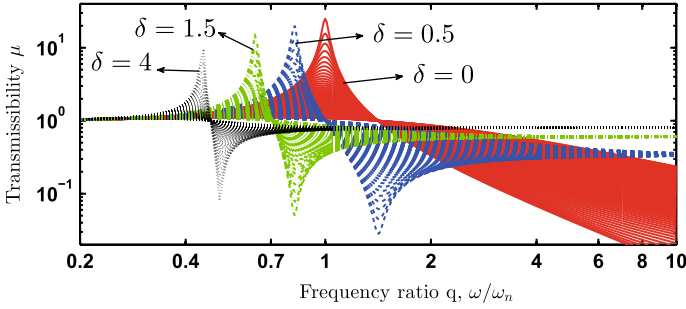 δ = 1.5
δ = 0.5
δ = 4
δ = 0
Transmissibility μ
10¹
10⁰
10⁻¹
0.2 0.4 0.7 1 2 4 6 8 10
Frequency ratio q, ω/ωₙ